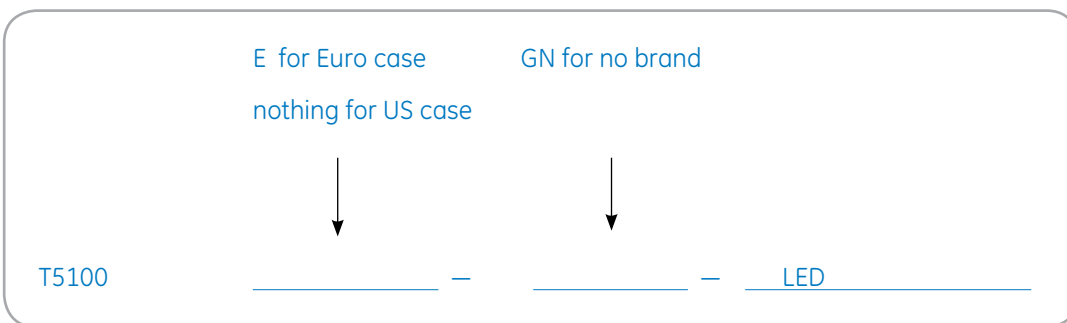 E for Euro case GN for no brand
nothing for US case
T5100 — — LED